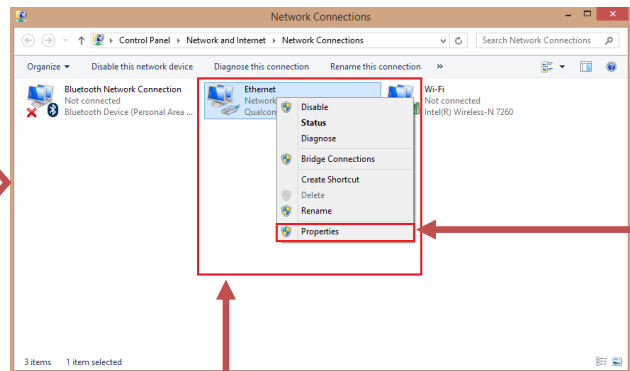 Network Connections
Control Panel Network and Internet Network Connections
Search Network Connections
Organize Disable this network device Diagnose this connection Rename this connection »
Bluetooth Network Connection
Not connected
Bluetooth Device (Personal Area ...
Ethernet
Network
Qualcon
Wi-Fi
Not connected
Intel(R) Wireless-N 7260
Disable
Status
Diagnose
Bridge Connections
Create Shortcut
Delete
Rename
Properties
3 items 1 item selected